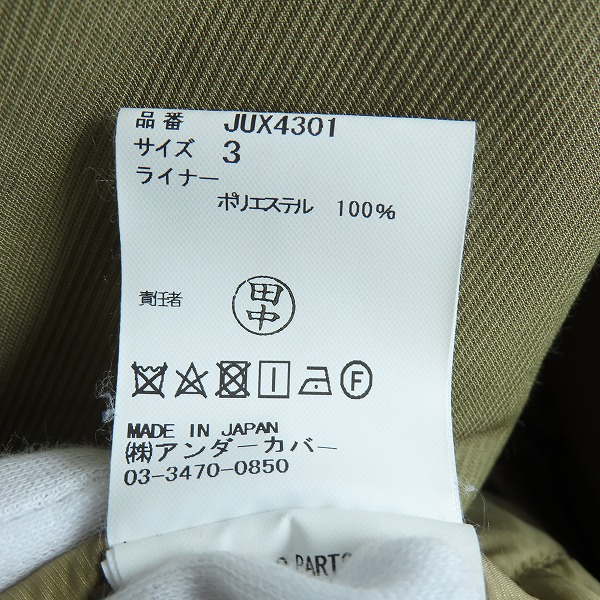 品番 JUX4301
サイズ 3
ライナー
ポリエステル 100%
責任者 田中
F
MADE IN JAPAN
(株)アンダーカバー
03-3470-0850
PARTS